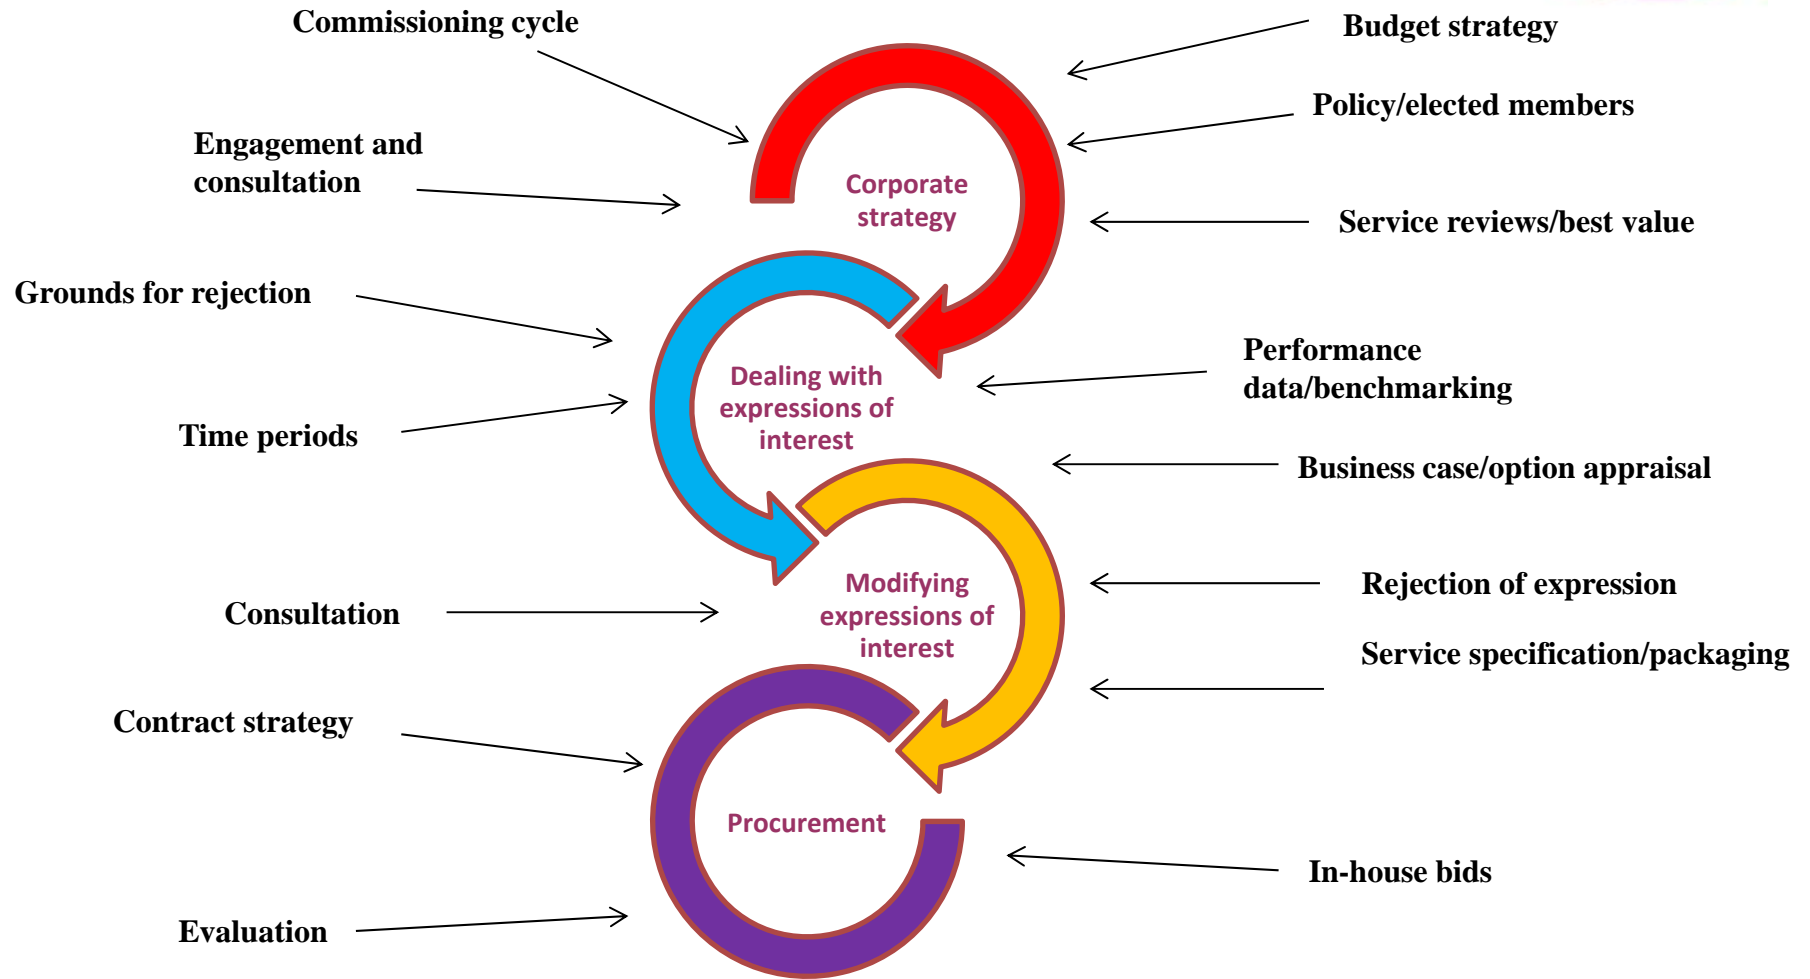 Commissioning cycle
Budget strategy
Policy/elected members
Engagement and
consultation
Corporate
strategy
Service reviews/best value
Grounds for rejection
Performance
data/benchmarking
Dealing with
expressions of
interest
Time periods
Business case/option appraisal
Modifying
expressions of
interest
Rejection of expression
Consultation
Service specification/packaging
Contract strategy
Procurement
In-house bids
Evaluation